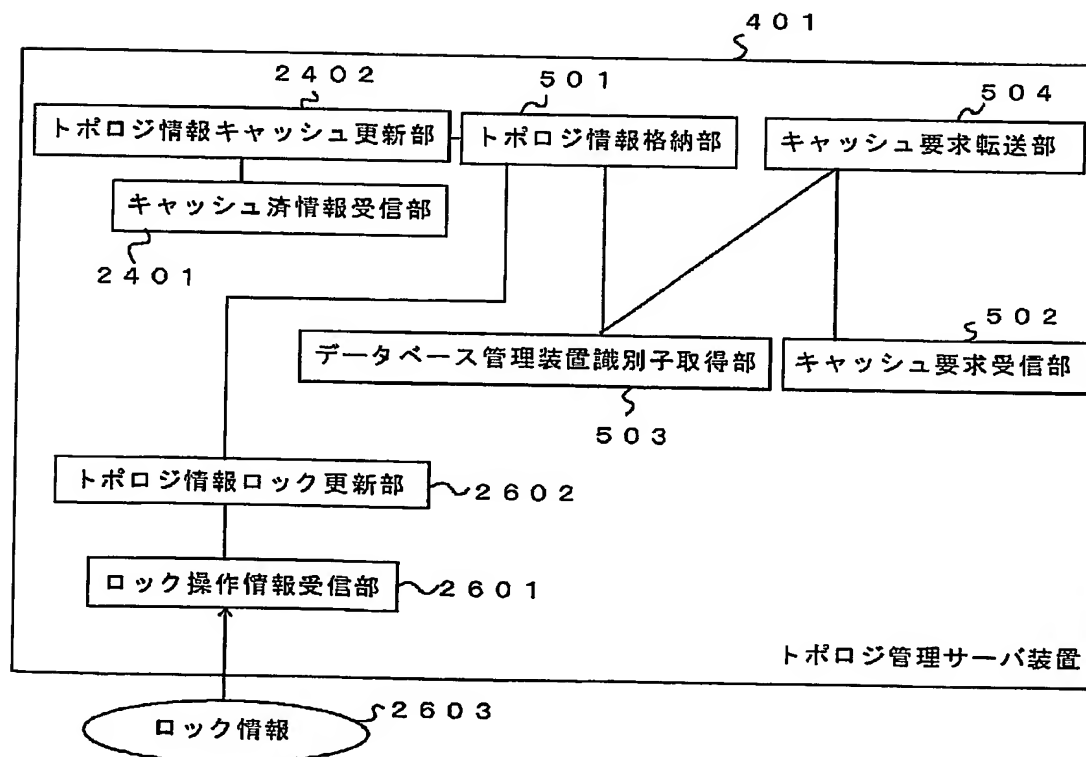 401
2402
501
504
トポロジ情報キャッシュ更新部
トポロジ情報格納部
キャッシュ要求転送部
キャッシュ済情報受信部
2401
502
データベース管理装置識別子取得部
キャッシュ要求受信部
503
トポロジ情報ロック更新部
2602
ロック操作情報受信部
2601
トポロジ管理サーバ装置
ロック情報
2603